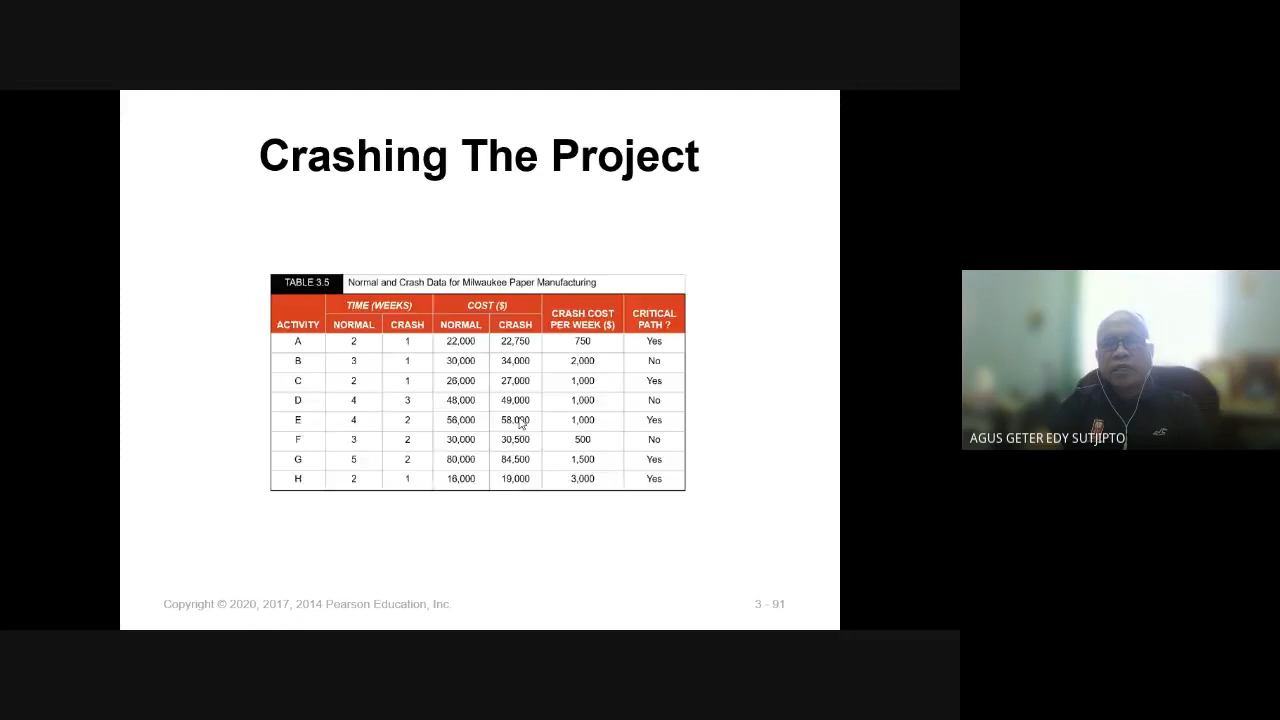 Crashing The Project
TABLE 3.5 Normal and Crash Data for Milwaukee Paper Manufacturing
TIME (WEEKS) COST ($)
ACTIVITY NORMAL CRASH NORMAL CRASH CRASH COST PER WEEK ($) CRITICAL PATH ?
A 2 1 22,000 22,750 750 Yes
B 3 1 30,000 34,000 2,000 No
C 2 1 26,000 27,000 1,000 Yes
D 4 3 48,000 49,000 1,000 No
E 4 2 56,000 58,000 1,000 Yes
F 3 2 30,000 30,500 500 No
G 5 2 80,000 84,500 1,500 Yes
H 2 1 16,000 19,000 3,000 Yes
Copyright © 2020, 2017, 2014 Pearson Education, Inc. 3 - 91
AGUS GETER EDY SUTJIPTO